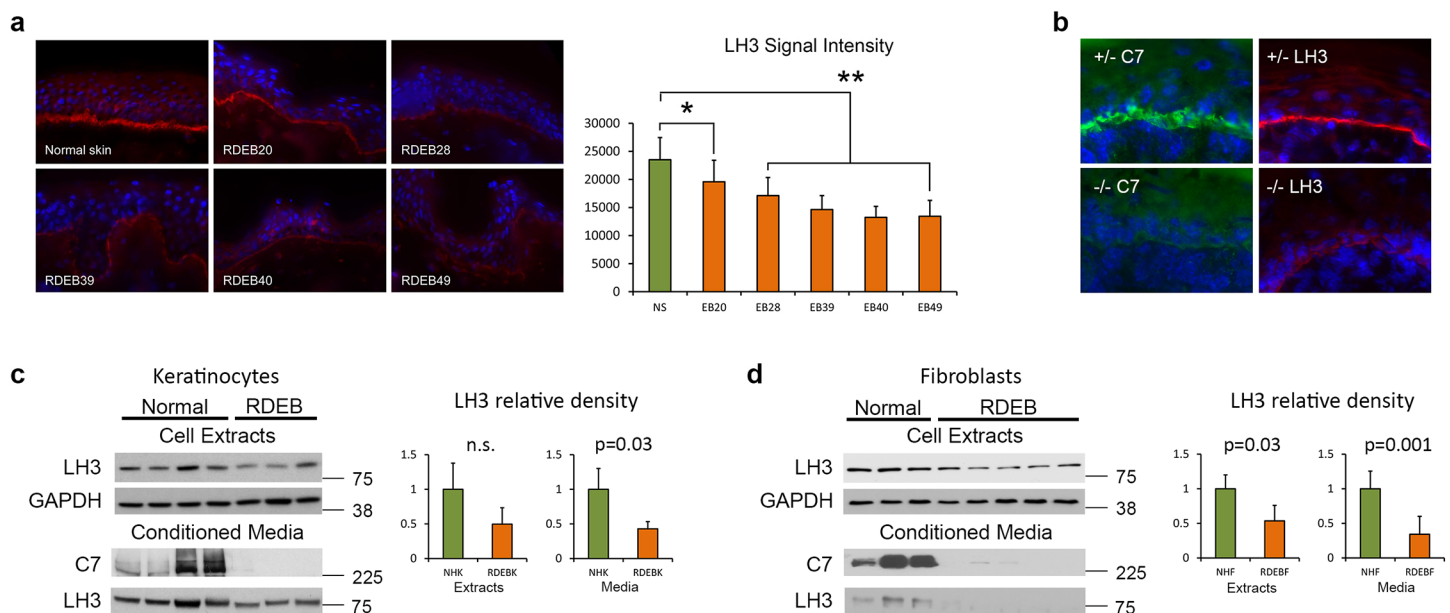 a
Normal skin
RDEB20
RDEB28
RDEB39
RDEB40
RDEB49
LH3 Signal Intensity
**
*
30000
25000
20000
15000
10000
5000
0
NS
EB20
EB28
EB39
EB40
EB49
b
+/- C7
+/- LH3
-/- C7
-/- LH3
c
Keratinocytes
Normal
RDEB
Cell Extracts
LH3
75
GAPDH
38
Conditioned Media
C7
225
LH3
75
LH3 relative density
n.s.
1.5
1
0.5
0
NHK
RDEBK
Extracts
p=0.03
1.5
1
0.5
0
NHK
RDEBK
Media
d
Fibroblasts
Normal
RDEB
Cell Extracts
LH3
75
GAPDH
38
Conditioned Media
C7
225
LH3
75
LH3 relative density
p=0.03
1.5
1
0.5
0
NHF
RDEBF
Extracts
p=0.001
1.5
1
0.5
0
NHF
RDEBF
Media